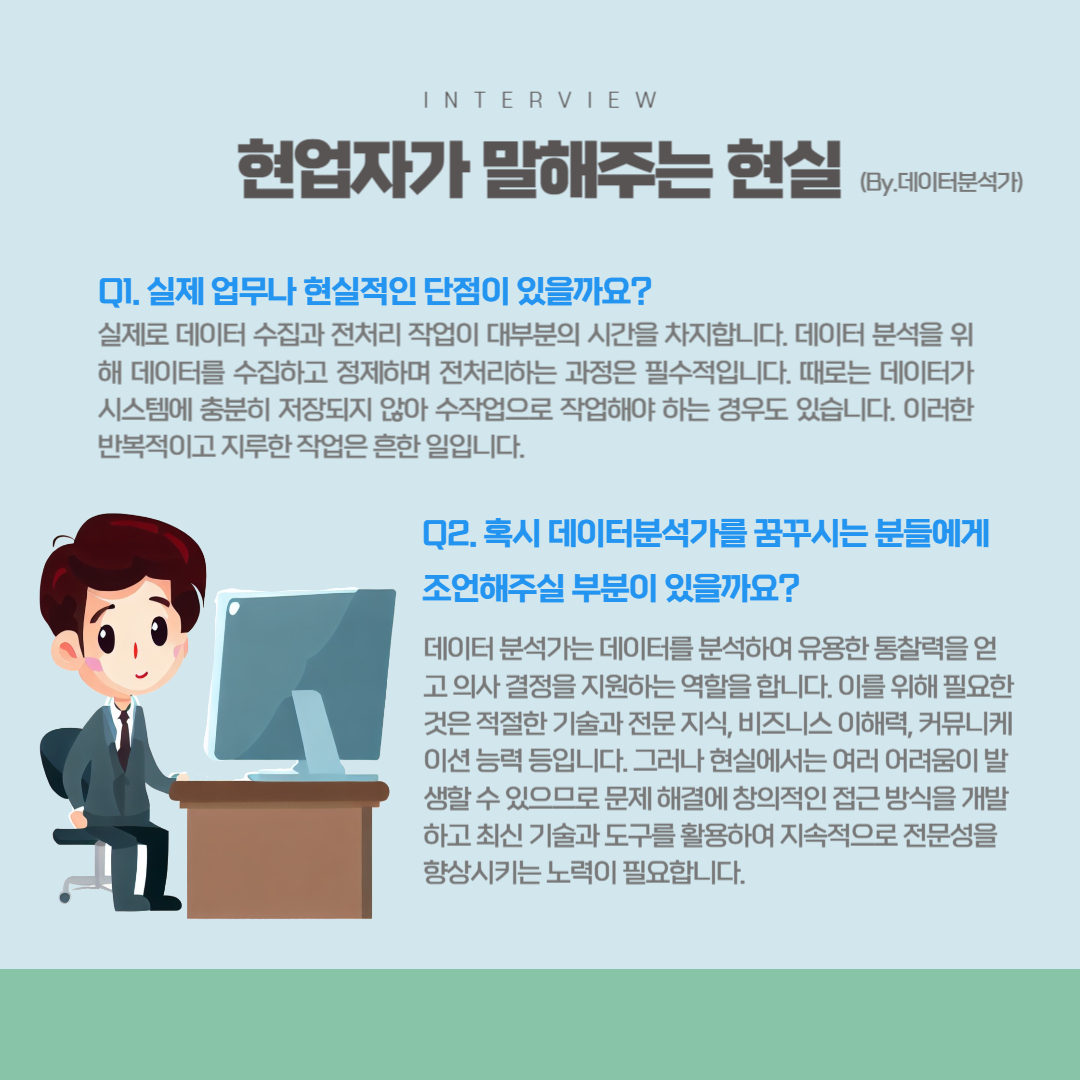 INTERVIEW
현업자가 말해주는 현실 (By.데이터분석가)
Q1. 실제 업무나 현실적인 단점이 있을까요?
실제로 데이터 수집과 전처리 작업이 대부분의 시간을 차지합니다. 데이터 분석을 위
해 데이터를 수집하고 정제하며 전처리하는 과정은 필수적입니다. 때로는 데이터가
시스템에 충분히 저장되지 않아 수작업으로 작업해야 하는 경우도 있습니다. 이러한
반복적이고 지루한 작업은 흔한 일입니다.
Q2. 혹시 데이터분석가를 꿈꾸시는 분들에게
조언해주실 부분이 있을까요?
데이터 분석가는 데이터를 분석하여 유용한 통찰력을 얻
고 의사 결정을 지원하는 역할을 합니다. 이를 위해 필요한
것은 적절한 기술과 전문 지식, 비즈니스 이해력, 커뮤니케
이션 능력 등입니다. 그러나 현실에서는 여러 어려움이 발
생할 수 있으므로 문제 해결에 창의적인 접근 방식을 개발
하고 최신 기술과 도구를 활용하여 지속적으로 전문성을
향상시키는 노력이 필요합니다.